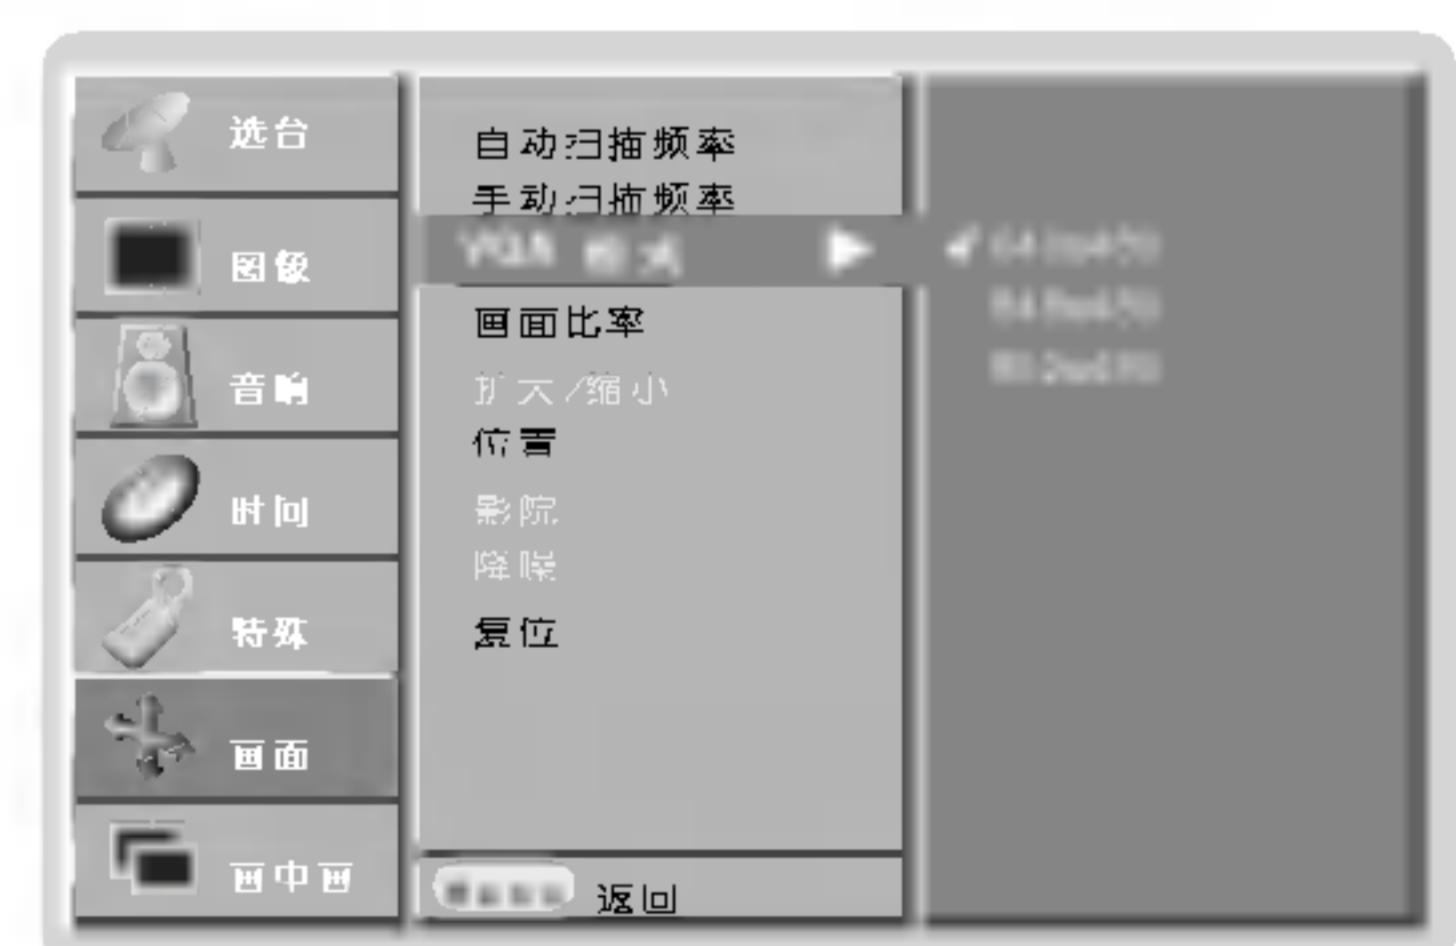 选台
图像
音响
时间
特殊
画面
画中画
自动扫描频率
手动扫描频率
VGA 模式
画面比率
扩大/缩小
位置
影院
降噪
复位
返回
640x480
848x480